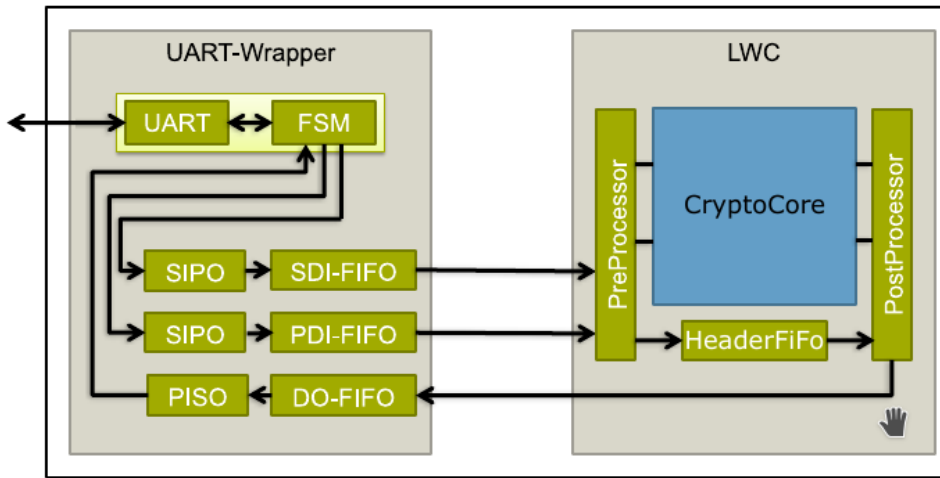 UART-Wrapper
LWC
UART
FSM
PreProcessor
CryptoCore
PostProcessor
SIPO
SDI-FIFO
SIPO
PDI-FIFO
HeaderFiFo
PISO
DO-FIFO